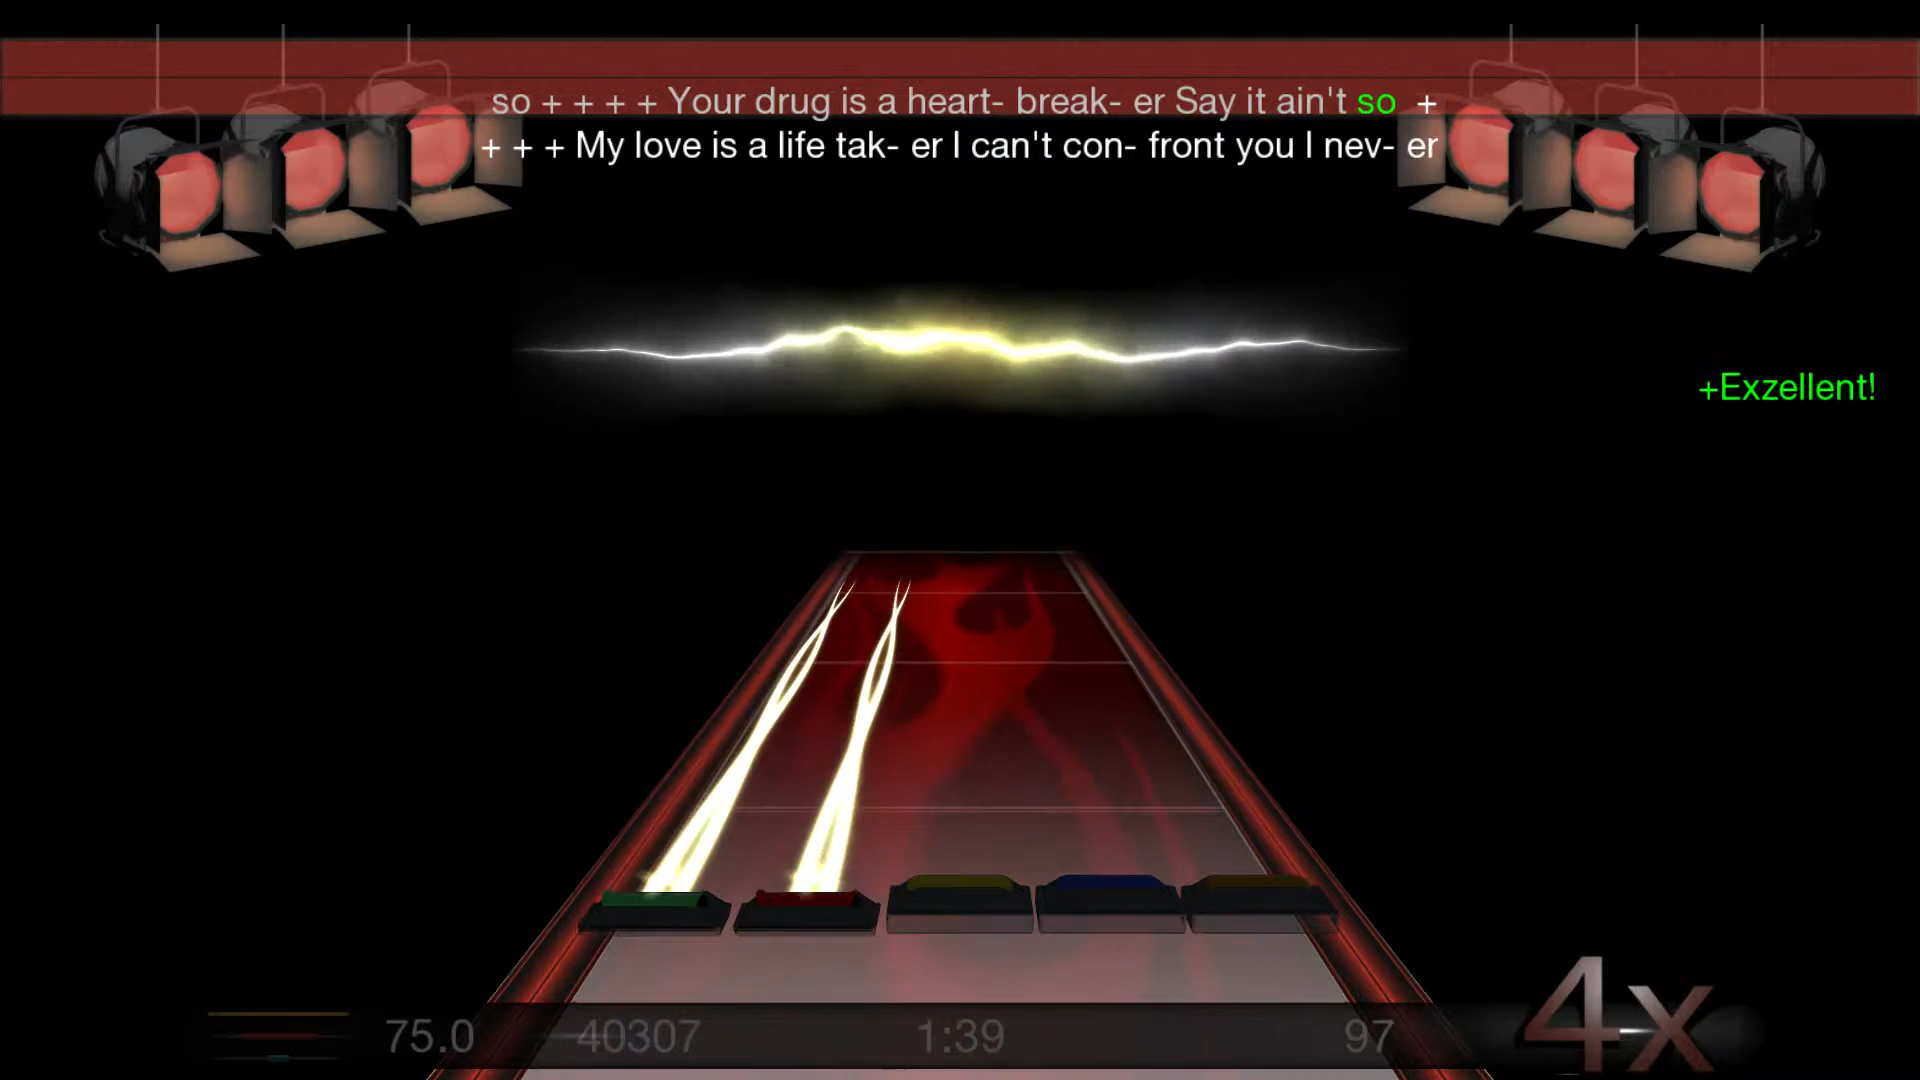 so + + + + Your drug is a heart- break- er Say it ain't so +
+ + + My love is a life tak- er I can't con- front you I nev- er
+Exzellent!
75.0 40307 1:39 97 4x